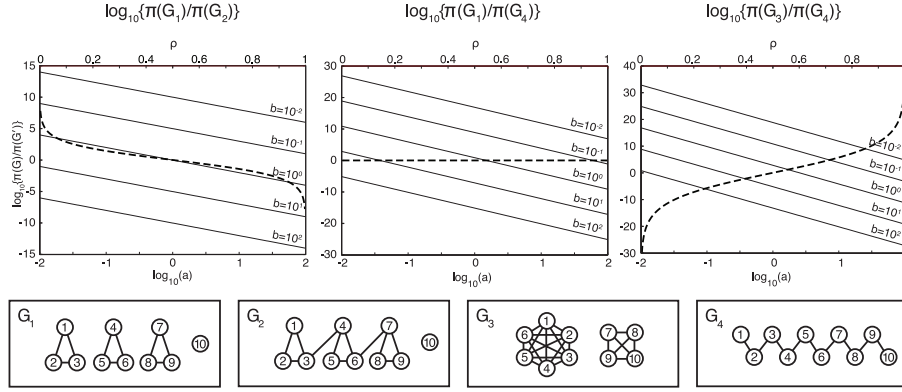 log₁₀{π(G₁)/π(G₂)}
log₁₀{π(G₁)/π(G₄)}
log₁₀{π(G₃)/π(G₄)}
ρ
ρ
ρ
0 0.2 0.4 0.6 0.8 1
0 0.2 0.4 0.6 0.8 1
0 0.2 0.4 0.6 0.8
log₁₀{π(G)/π(G')}
15
10
5
0
-5
-10
-15
b=10⁻²
b=10⁻¹
b=10⁰
b=10¹
b=10²
-2 -1 0 1 2
log₁₀(a)
30
20
10
0
-10
-20
-30
b=10⁻²
b=10⁻¹
b=10⁰
b=10¹
b=10²
-2 -1 0 1 2
log₁₀(a)
40
30
20
10
0
-10
-20
-30
b=10⁻²
b=10⁻¹
b=10⁰
b=10¹
b=10²
-2 -1 0 1
log₁₀(a)
G₁
1 4 7
10
2 3 5 6 8 9
G₂
1 4 7
10
2 3 5 6 8 9
G₃
1
6 2 7 8
5 3 9 10
4
G₄
1 3 5 7 9
2 4 6 8 10